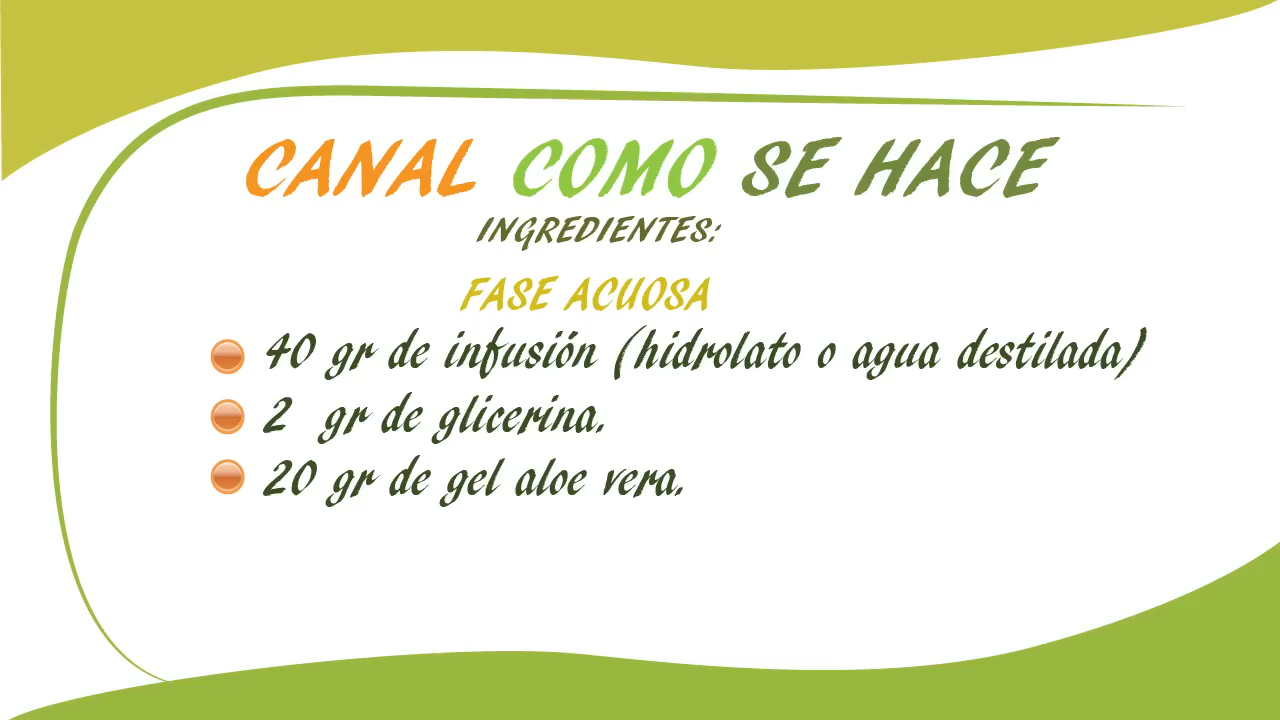 CANAL COMO SE HACE
INGREDIENTES:
FASE ACUOSA
40 gr de infusión (hidrolato o agua destilada)
2 gr de glicerina.
20 gr de gel aloe vera.